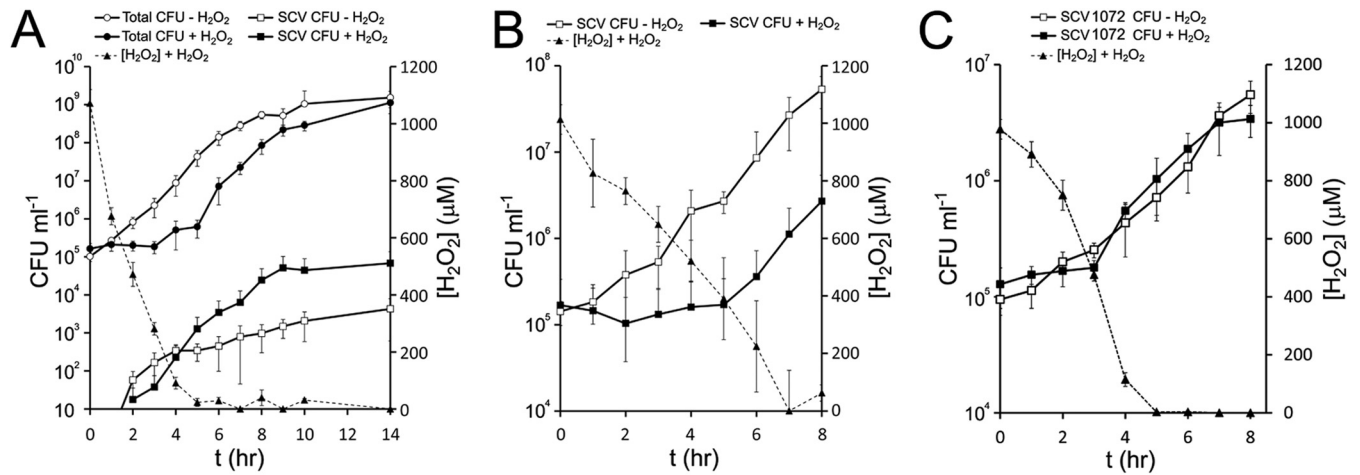 A
Total CFU - H₂O₂
SCV CFU - H₂O₂
Total CFU + H₂O₂
SCV CFU + H₂O₂
[H₂O₂] + H₂O₂
10¹⁰
10⁹
10⁸
10⁷
10⁶
10⁵
10⁴
10³
10²
10
CFU ml⁻¹
1200
1000
800
600
400
200
0
[H₂O₂] (µM)
0 2 4 6 8 10 12 14
t (hr)
B
SCV CFU - H₂O₂
SCV CFU + H₂O₂
[H₂O₂] + H₂O₂
10⁸
10⁷
10⁶
10⁵
10⁴
CFU ml⁻¹
1200
1000
800
600
400
200
0
[H₂O₂] (µM)
0 2 4 6 8
t (hr)
C
SCV 1072 CFU - H₂O₂
SCV 1072 CFU + H₂O₂
[H₂O₂] + H₂O₂
10⁷
10⁶
10⁵
10⁴
CFU ml⁻¹
1200
1000
800
600
400
200
0
[H₂O₂] (µM)
0 2 4 6 8
t (hr)